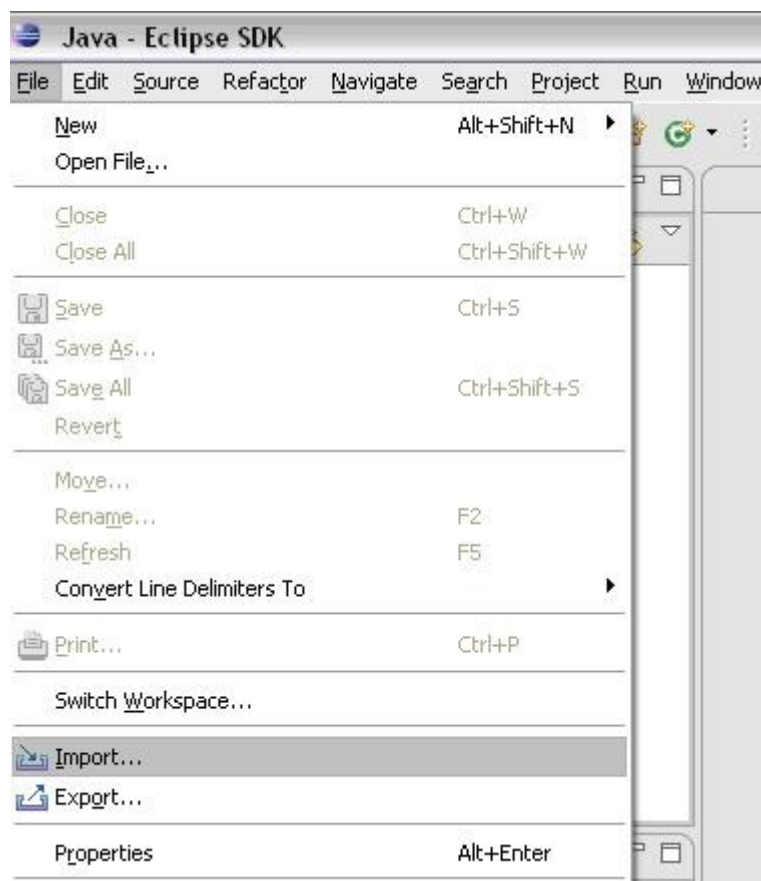 Java - Eclipse SDK
File Edit Source Refactor Navigate Search Project Run Window
New Alt+Shift+N
Open File...
Close Ctrl+W
Close All Ctrl+Shift+W
Save Ctrl+S
Save As...
Save All Ctrl+Shift+S
Revert
Move...
Rename... F2
Refresh F5
Convert Line Delimiters To
Print... Ctrl+P
Switch Workspace...
Import...
Export...
Properties Alt+Enter